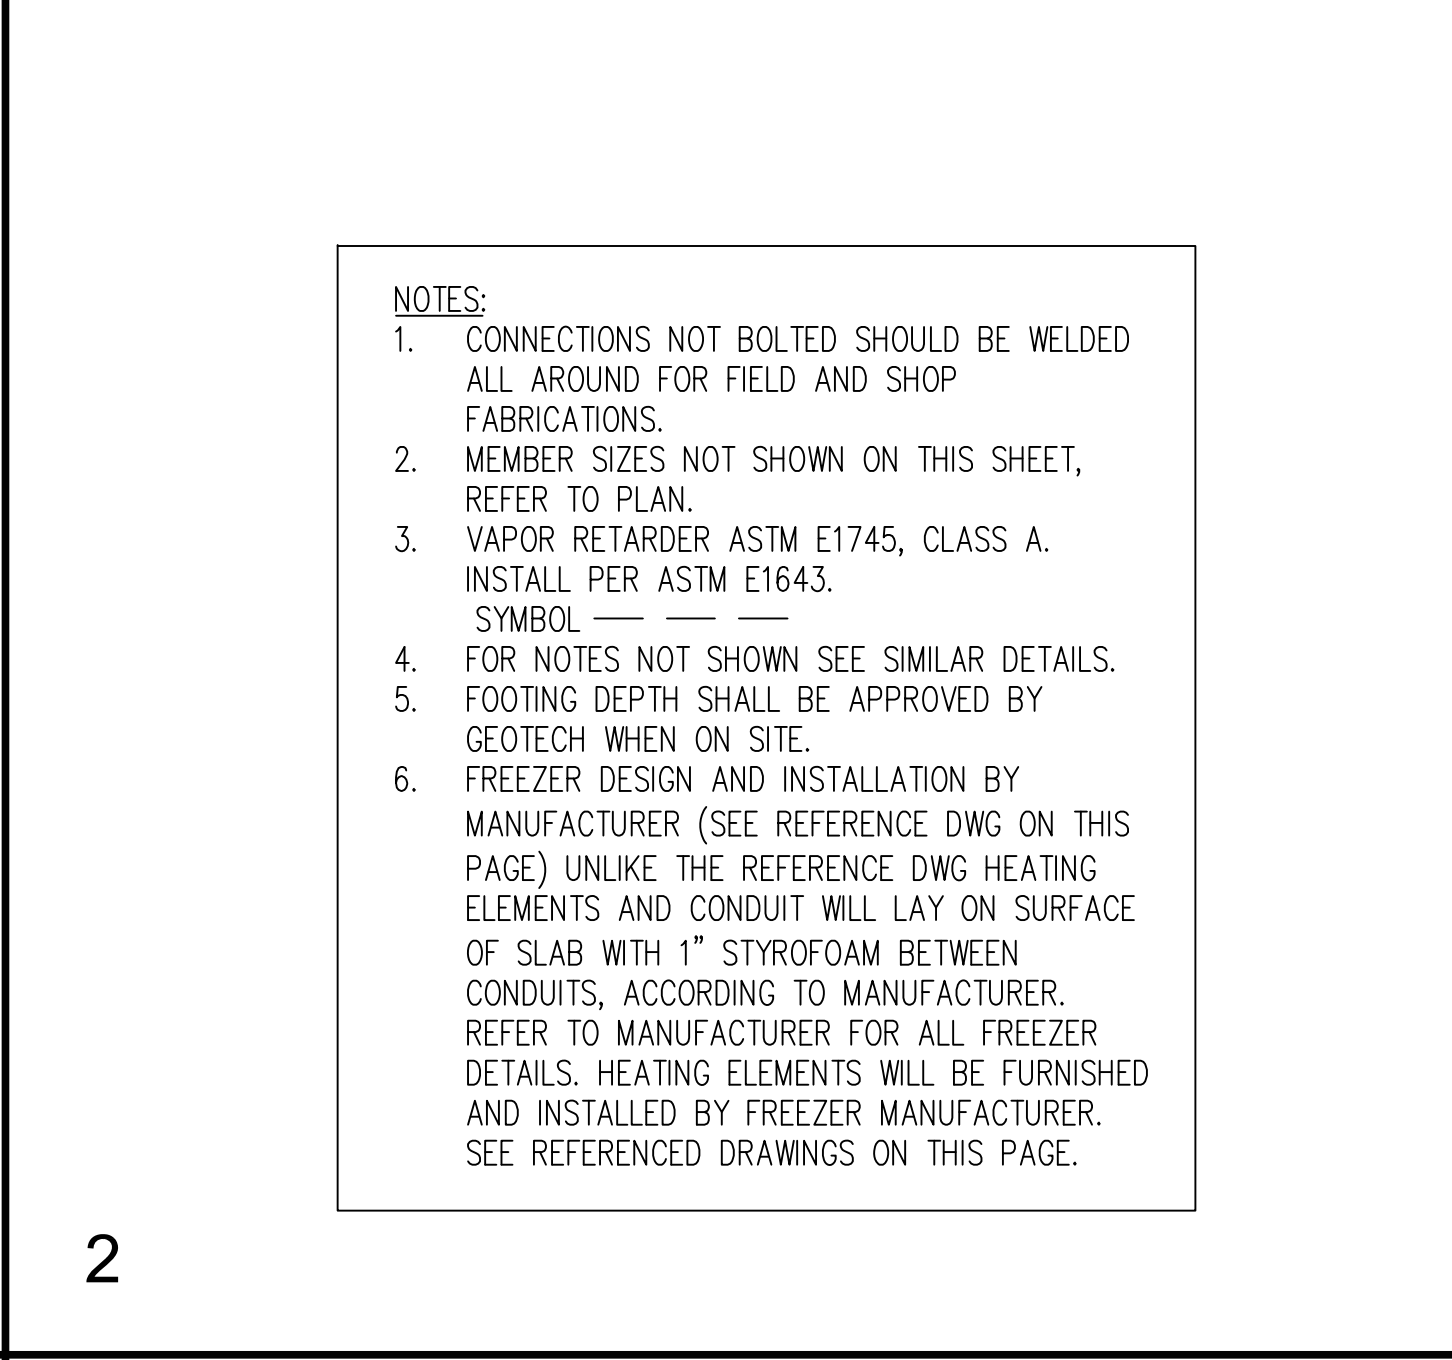 NOTES:
1. CONNECTIONS NOT BOLTED SHOULD BE WELDED
ALL AROUND FOR FIELD AND SHOP
FABRICATIONS.
2. MEMBER SIZES NOT SHOWN ON THIS SHEET,
REFER TO PLAN.
3. VAPOR RETARDER ASTM E1745, CLASS A.
INSTALL PER ASTM E1643.
SYMBOL
4. FOR NOTES NOT SHOWN SEE SIMILAR DETAILS.
5. FOOTING DEPTH SHALL BE APPROVED BY
GEOTECH WHEN ON SITE.
6. FREEZER DESIGN AND INSTALLATION BY
MANUFACTURER (SEE REFERENCE DWG ON THIS
PAGE) UNLIKE THE REFERENCE DWG HEATING
ELEMENTS AND CONDUIT WILL LAY ON SURFACE
OF SLAB WITH 1" STYROFOAM BETWEEN
CONDUITS, ACCORDING TO MANUFACTURER.
REFER TO MANUFACTURER FOR ALL FREEZER
DETAILS. HEATING ELEMENTS WILL BE FURNISHED
AND INSTALLED BY FREEZER MANUFACTURER.
SEE REFERENCED DRAWINGS ON THIS PAGE.
2